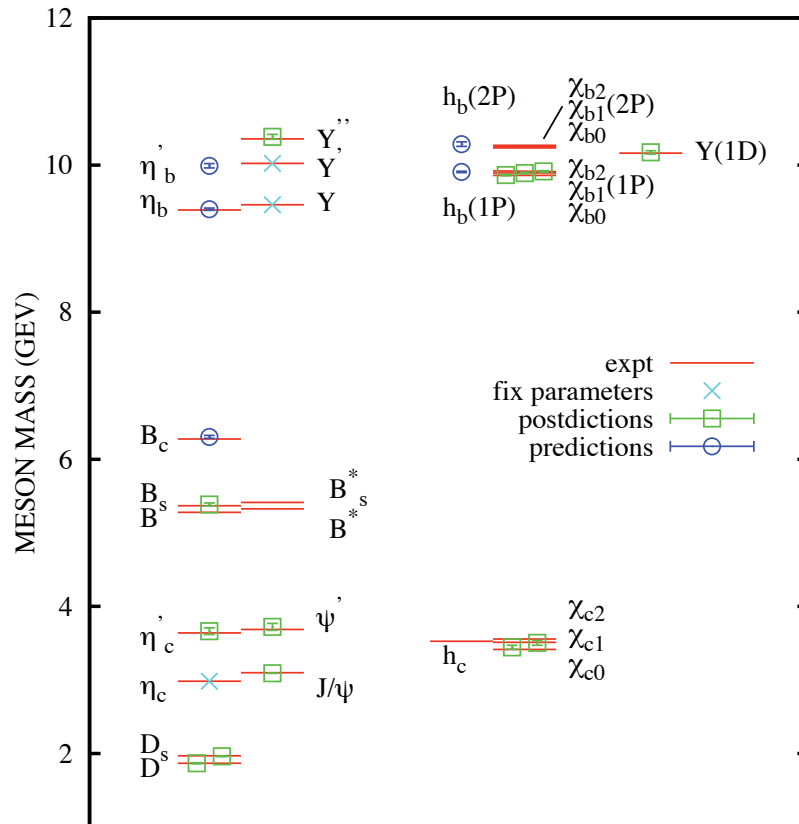 MESON MASS (GEV)
12
10
8
6
4
2
η'b
ηb
Υ''
Υ'
Υ
hb(2P)
χb2
χb1(2P)
χb0
Υ(1D)
hb(1P)
χb2
χb1(1P)
χb0
expt
fix parameters
postdictions
predictions
Bc
Bs
B
B*s
B*
η'c
ψ'
ηc
J/ψ
hc
χc2
χc1
χc0
Ds
D